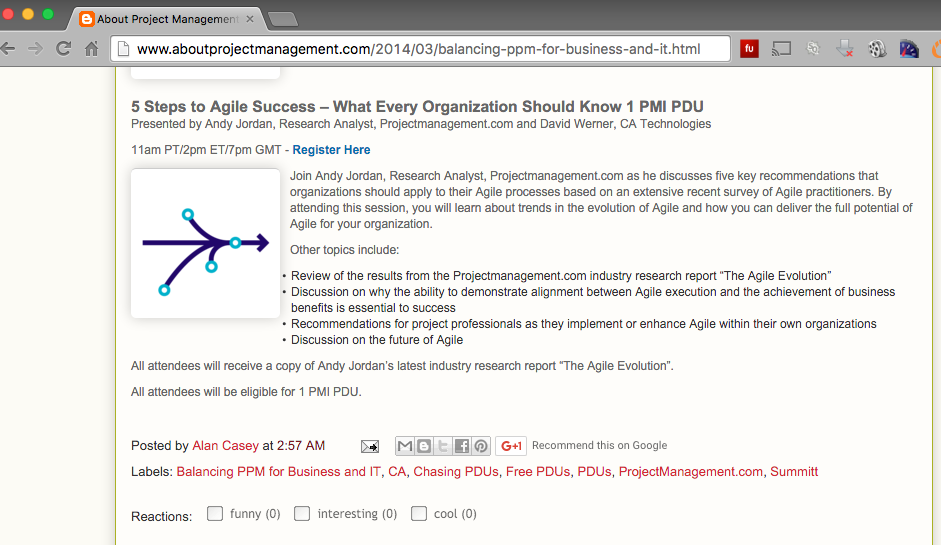 About Project Management
www.aboutprojectmanagement.com/2014/03/balancing-ppm-for-business-and-it.html
fu
5 Steps to Agile Success – What Every Organization Should Know 1 PMI PDU
Presented by Andy Jordan, Research Analyst, Projectmanagement.com and David Werner, CA Technologies
11am PT/2pm ET/7pm GMT - Register Here
Join Andy Jordan, Research Analyst, Projectmanagement.com as he discusses five key recommendations that
organizations should apply to their Agile processes based on an extensive recent survey of Agile practitioners. By
attending this session, you will learn about trends in the evolution of Agile and how you can deliver the full potential of
Agile for your organization.
Other topics include:
• Review of the results from the Projectmanagement.com industry research report “The Agile Evolution”
• Discussion on why the ability to demonstrate alignment between Agile execution and the achievement of business
benefits is essential to success
• Recommendations for project professionals as they implement or enhance Agile within their own organizations
• Discussion on the future of Agile
All attendees will receive a copy of Andy Jordan’s latest industry research report “The Agile Evolution”.
All attendees will be eligible for 1 PMI PDU.
Posted by Alan Casey at 2:57 AM G+1 Recommend this on Google
Labels: Balancing PPM for Business and IT, CA, Chasing PDUs, Free PDUs, PDUs, ProjectManagement.com, Summitt
Reactions: funny (0) interesting (0) cool (0)